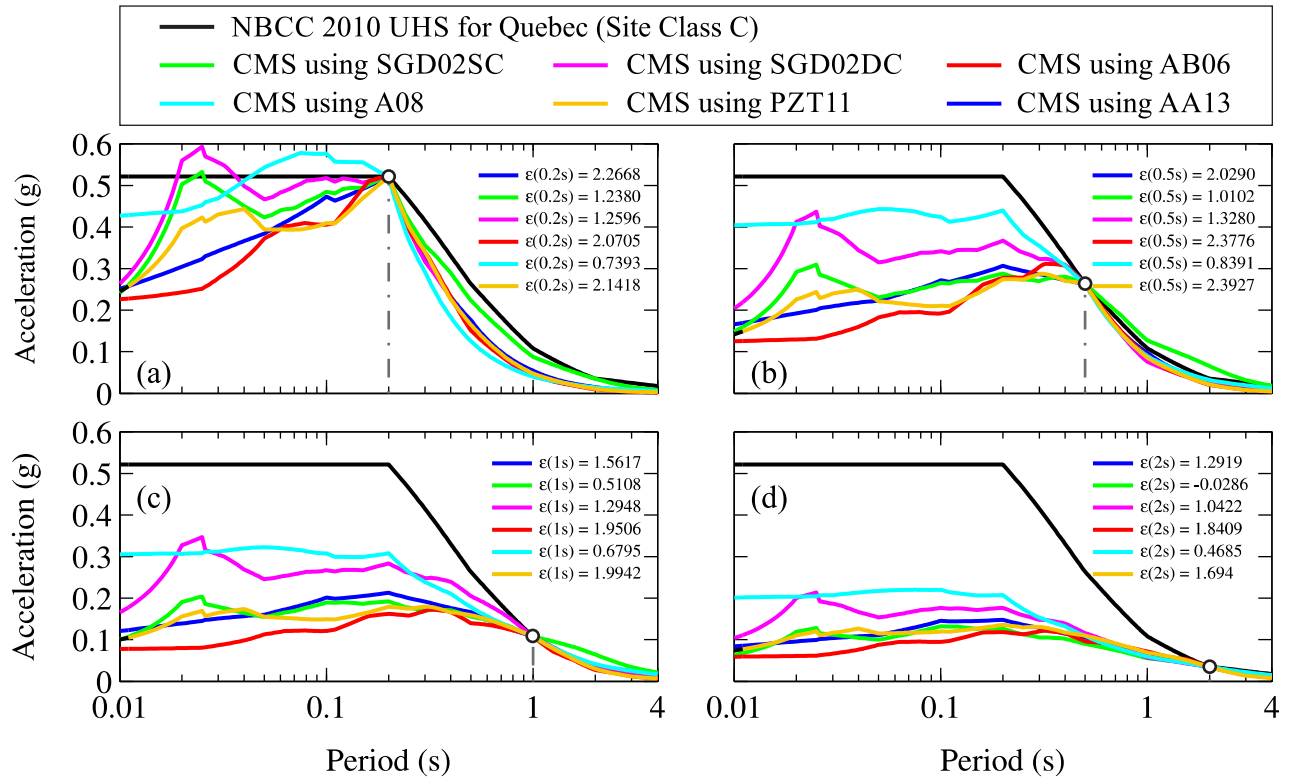 NBCC 2010 UHS for Quebec (Site Class C)
CMS using SGD02SC CMS using SGD02DC CMS using AB06
CMS using A08 CMS using PZT11 CMS using AA13
Acceleration (g)
0.6
0.5
0.4
0.3
0.2
0.1
0
(a)
ε(0.2s) = 2.2668
ε(0.2s) = 1.2380
ε(0.2s) = 1.2596
ε(0.2s) = 2.0705
ε(0.2s) = 0.7393
ε(0.2s) = 2.1418
(b)
ε(0.5s) = 2.0290
ε(0.5s) = 1.0102
ε(0.5s) = 1.3280
ε(0.5s) = 2.3776
ε(0.5s) = 0.8391
ε(0.5s) = 2.3927
Acceleration (g)
0.6
0.5
0.4
0.3
0.2
0.1
0
(c)
ε(1s) = 1.5617
ε(1s) = 0.5108
ε(1s) = 1.2948
ε(1s) = 1.9506
ε(1s) = 0.6795
ε(1s) = 1.9942
0.01 0.1 1 4
Period (s)
(d)
ε(2s) = 1.2919
ε(2s) = -0.0286
ε(2s) = 1.0422
ε(2s) = 1.8409
ε(2s) = 0.4685
ε(2s) = 1.694
0.01 0.1 1 4
Period (s)